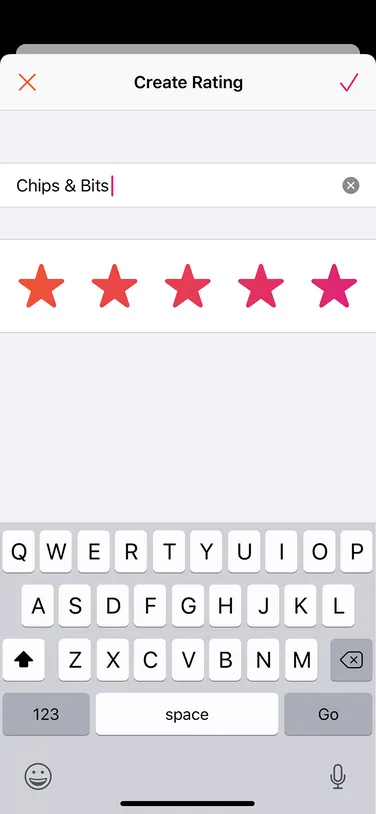 Create Rating
Chips & Bits
Q W E R T Y U I O P
A S D F G H J K L
Z X C V B N M
123 space Go